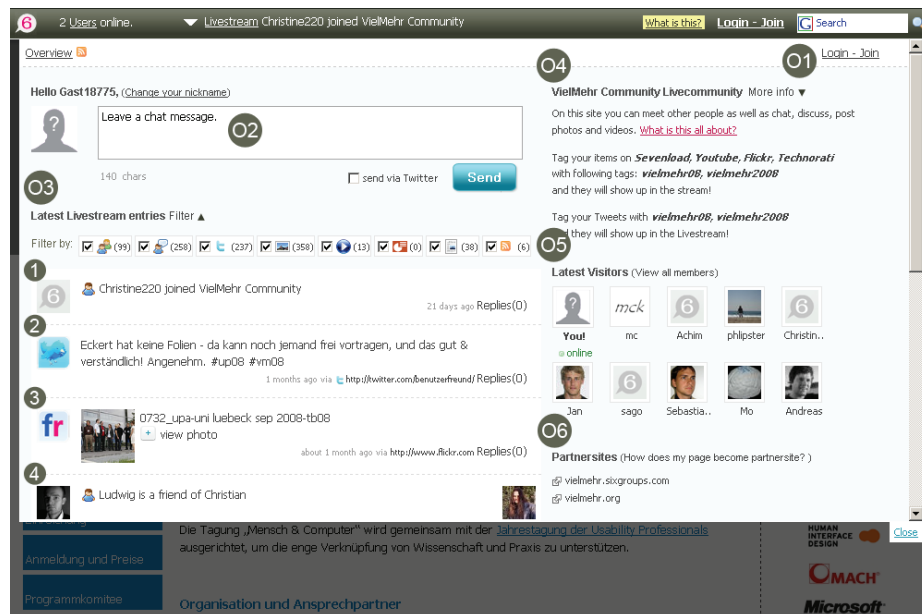 6 2 Users online. Livestream Christine220 joined VielMehr Community What is this? Login - Join G Search
Overview Login - Join
O1
O4
Hello Gast18775, (Change your nickname)
Leave a chat message.
O2
140 chars send via Twitter Send
O3
Latest Livestream entries Filter ▲
Filter by: (99) (258) (237) (358) (13) (0) (38) (6)
1
6 Christine220 joined VielMehr Community
21 days ago Replies(0)
2
Eckert hat keine Folien - da kann noch jemand frei vortragen, und das gut &
verständlich! Angenehm. #up08 #vm08
1 months ago via http://twitter.com/benutzerfreund/ Replies(0)
3
fr 0732_upa-uni luebeck sep 2008-tb08
+ view photo
about 1 month ago via http://www.flickr.com Replies(0)
4
Ludwig is a friend of Christian
VielMehr Community Livecommunity More info ▼
On this site you can meet other people as well as chat, discuss, post
photos and videos. What is this all about?
Tag your items on Sevenload, Youtube, Flickr, Technorati
with following tags: vielmehr08, vielmehr2008
and they will show up in the stream!
Tag your Tweets with vielmehr08, vielmehr2008
and they will show up in the Livestream!
O5
Latest Visitors (View all members)
? mck 6 6
You! mc Achim phlipster Christin..
online
6
Jan sago Sebastia.. Mo Andreas
O6
Partnersites (How does my page become partnersite? )
vielmehr.sixgroups.com
vielmehr.org
Close
Anmeldung und Preise
Programmkomitee
Die Tagung „Mensch & Computer" wird gemeinsam mit der Jahrestagung der Usability Professionals
ausgerichtet, um die enge Verknüpfung von Wissenschaft und Praxis zu unterstützen.
Organisation und Ansprechpartner
HUMAN
INTERFACE
DESIGN
OMACH
Microsoft